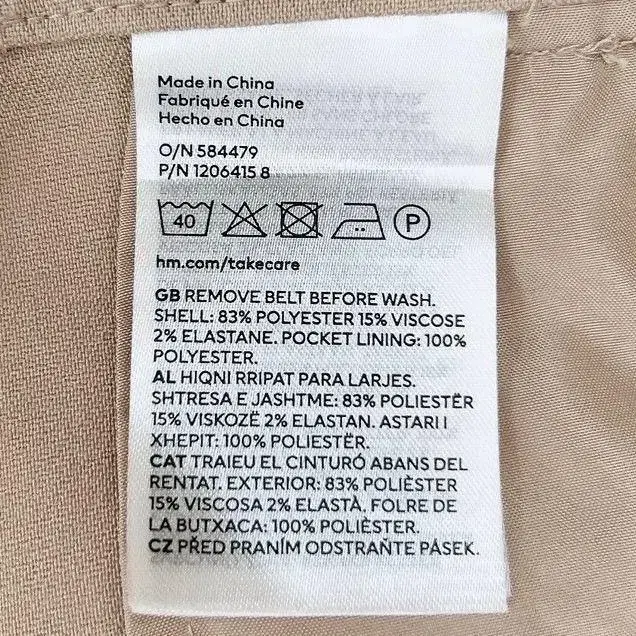 Made in China
Fabriqué en Chine
Hecho en China
O/N 584479
P/N 1206415 8
40 P
hm.com/takecare
GB REMOVE BELT BEFORE WASH.
SHELL: 83% POLYESTER 15% VISCOSE
2% ELASTANE. POCKET LINING: 100%
POLYESTER.
AL HIQNI RRIPAT PARA LARJES.
SHTRESA E JASHTME: 83% POLIESTËR
15% VISKOZË 2% ELASTAN. ASTARI I
XHEPIT: 100% POLIESTËR.
CAT TRAIEU EL CINTURÓ ABANS DEL
RENTAT. EXTERIOR: 83% POLIÈSTER
15% VISCOSA 2% ELASTÀ. FOLRE DE
LA BUTXACA: 100% POLIÈSTER.
CZ PŘED PRANÍM ODSTRAŇTE PÁSEK.